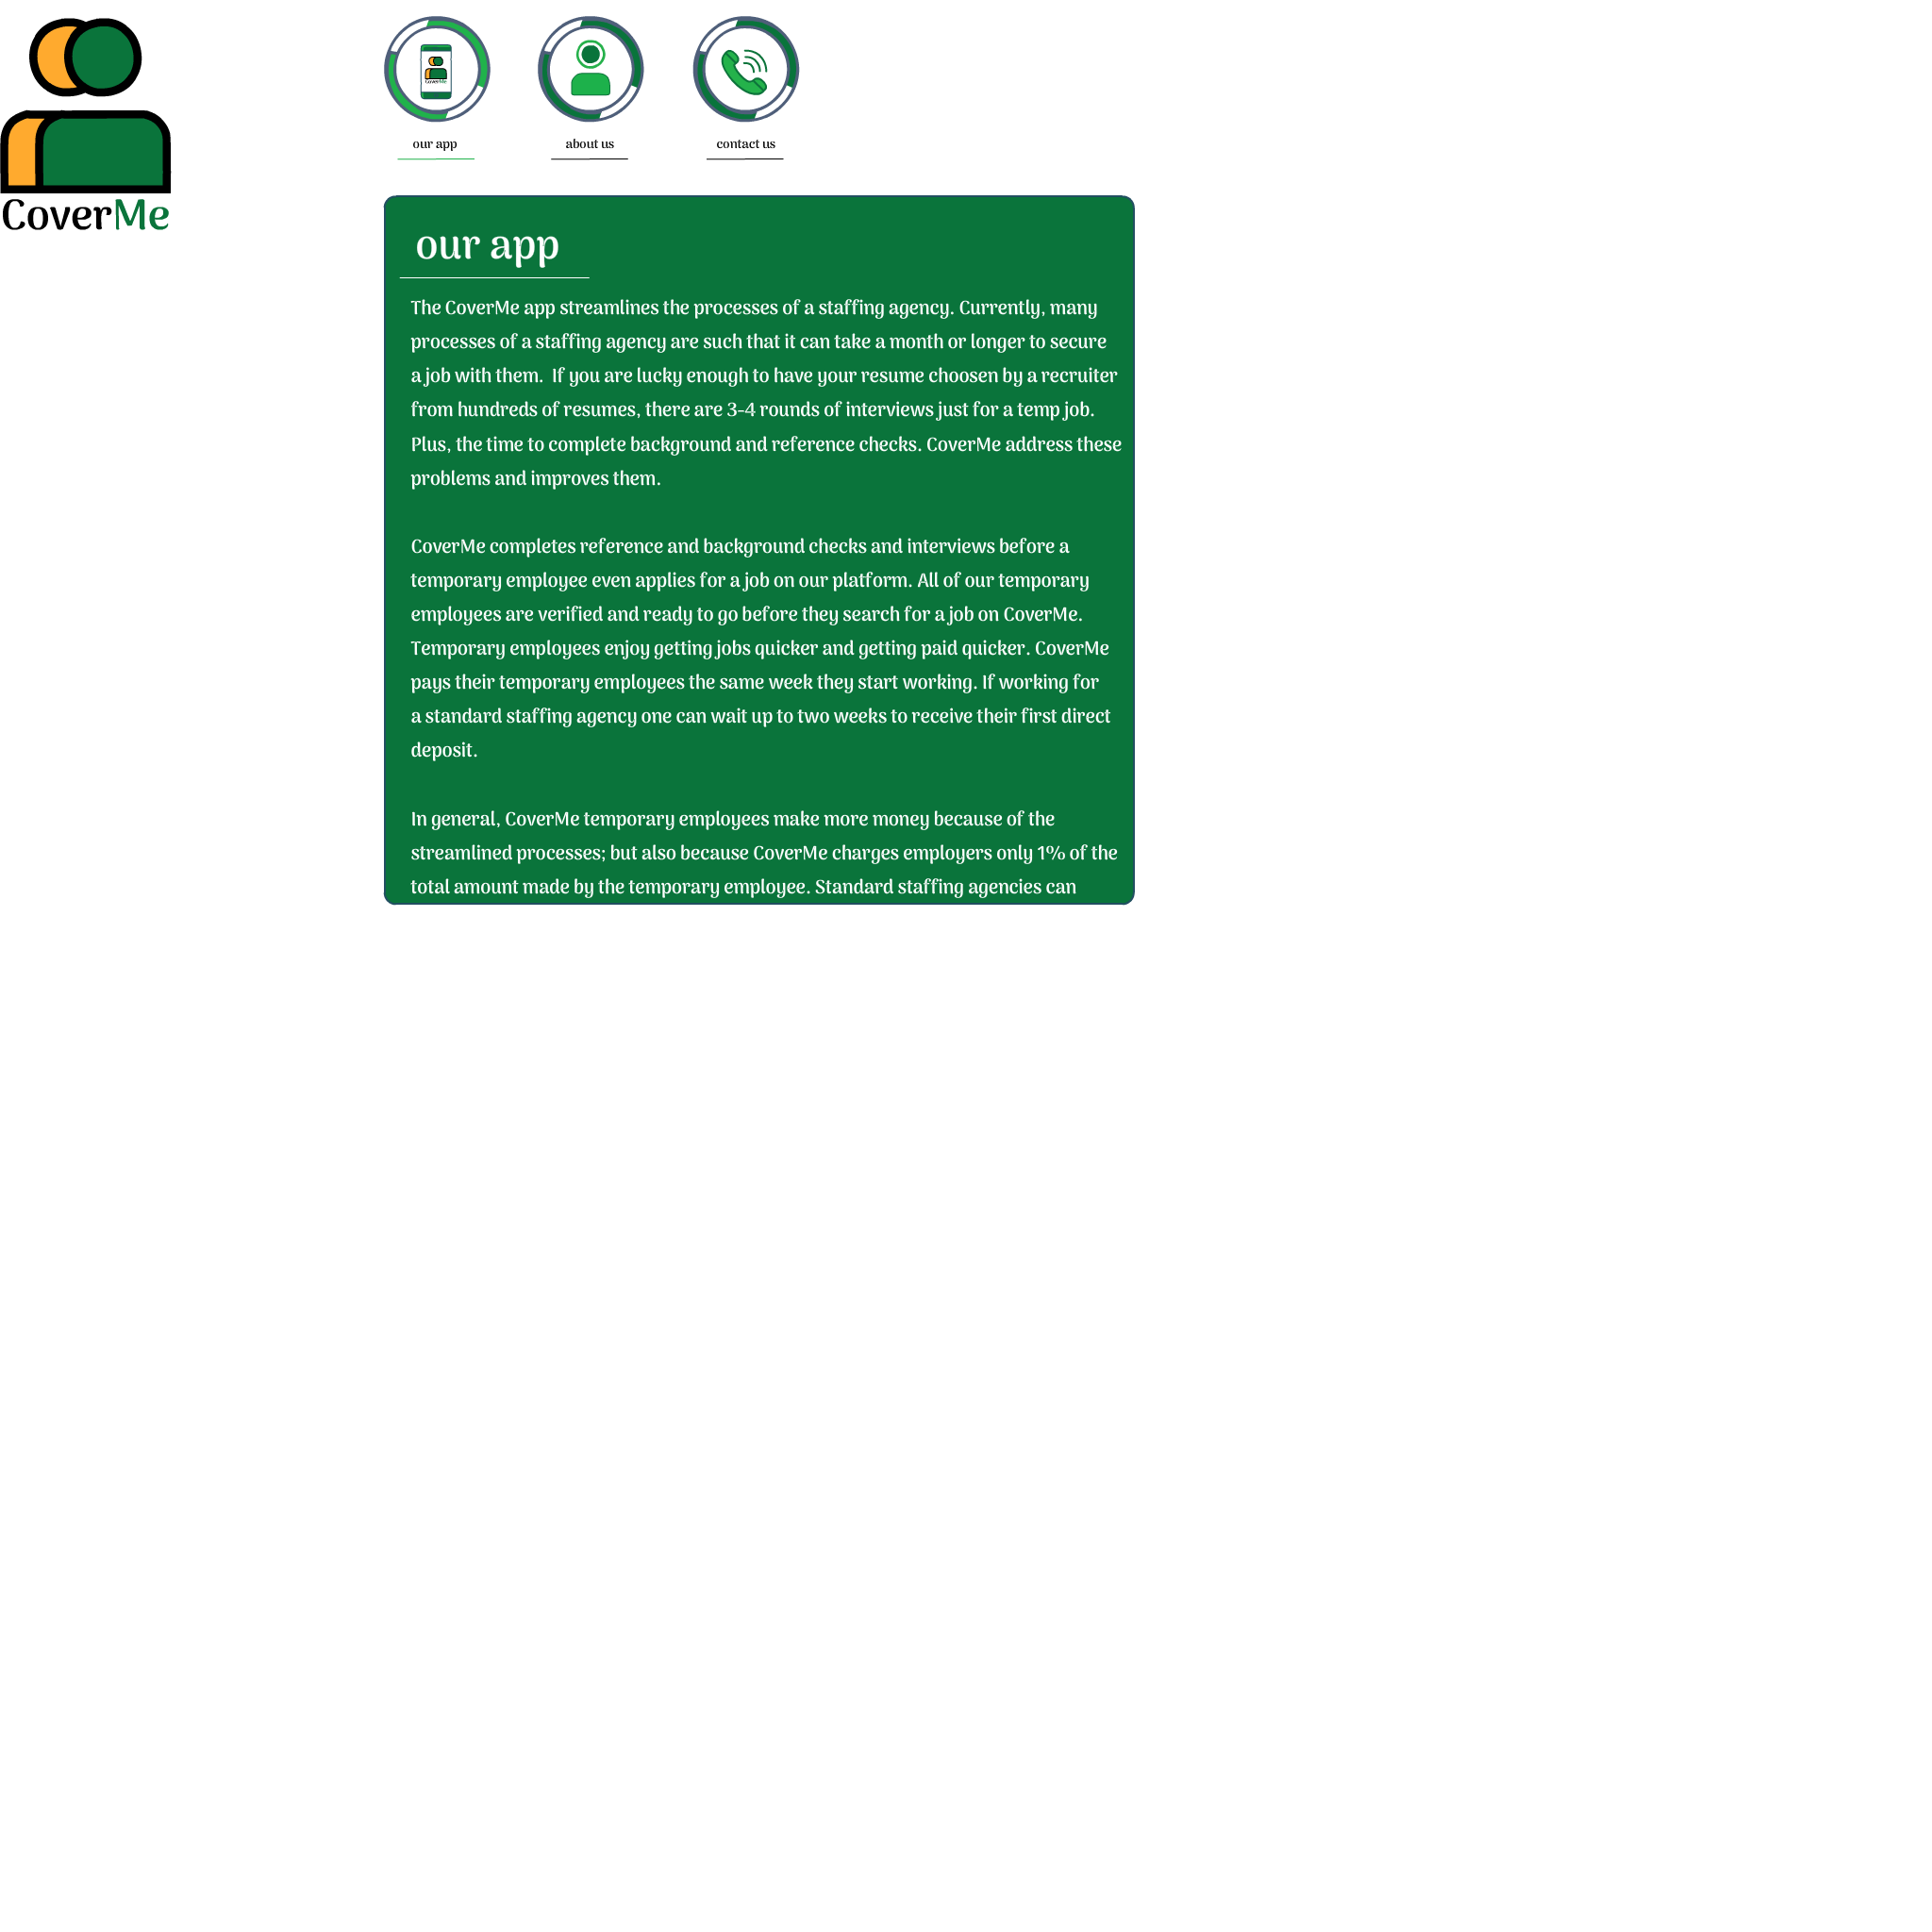 CoverMe
CoverMe
our app
about us
contact us
our app
The CoverMe app streamlines the processes of a staffing agency. Currently, many
processes of a staffing agency are such that it can take a month or longer to secure
a job with them.  If you are lucky enough to have your resume choosen by a recruiter
from hundreds of resumes, there are 3-4 rounds of interviews just for a temp job.
Plus, the time to complete background and reference checks. CoverMe address these
problems and improves them.
CoverMe completes reference and background checks and interviews before a
temporary employee even applies for a job on our platform. All of our temporary
employees are verified and ready to go before they search for a job on CoverMe.
Temporary employees enjoy getting jobs quicker and getting paid quicker. CoverMe
pays their temporary employees the same week they start working. If working for
a standard staffing agency one can wait up to two weeks to receive their first direct
deposit.
In general, CoverMe temporary employees make more money because of the
streamlined processes; but also because CoverMe charges employers only 1% of the
total amount made by the temporary employee. Standard staffing agencies can